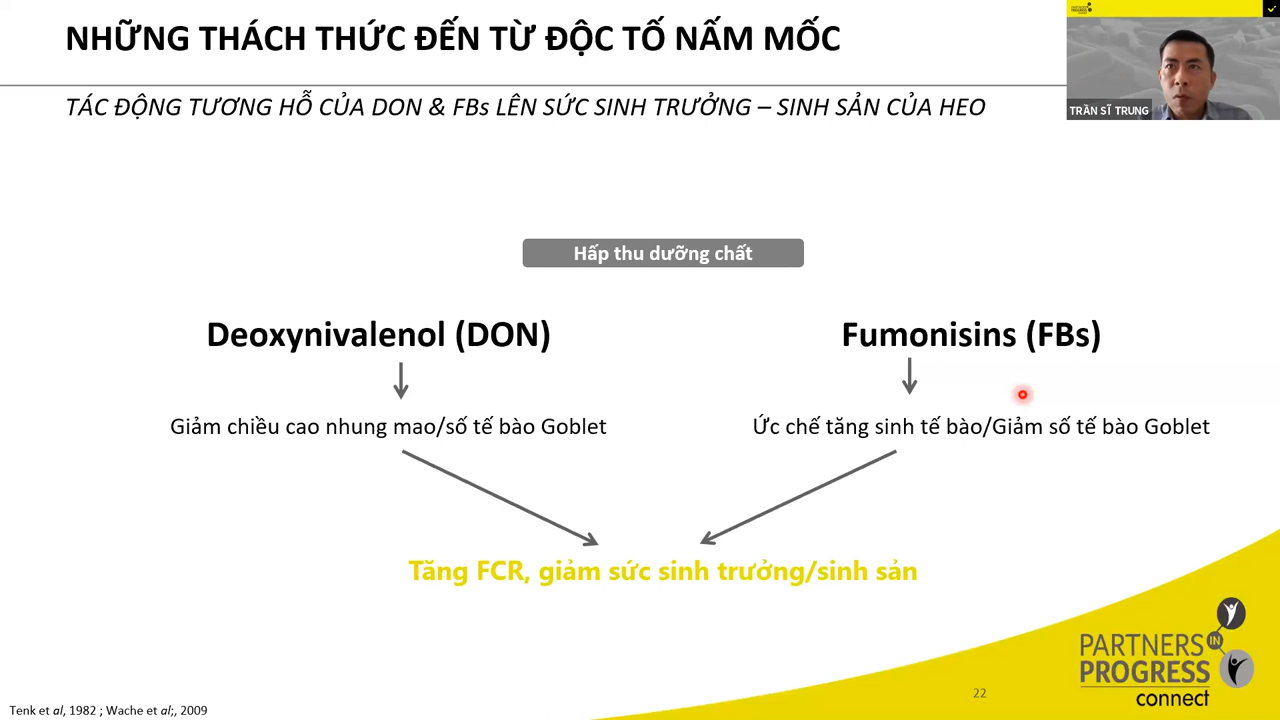 NHỮNG THÁCH THỨC ĐẾN TỪ ĐỘC TỐ NẤM MỐC
TÁC ĐỘNG TƯƠNG HỖ CỦA DON & FBs LÊN SỨC SINH TRƯỞNG – SINH SẢN CỦA HEO
TRẦN SĨ TRUNG
Hấp thu dưỡng chất
Deoxynivalenol (DON)
Fumonisins (FBs)
Giảm chiều cao nhung mao/số tế bào Goblet
Ức chế tăng sinh tế bào/Giảm số tế bào Goblet
Tăng FCR, giảm sức sinh trưởng/sinh sản
PARTNERS IN
PROGRESS
connect
22
Tenk et al, 1982 ; Wache et al;, 2009